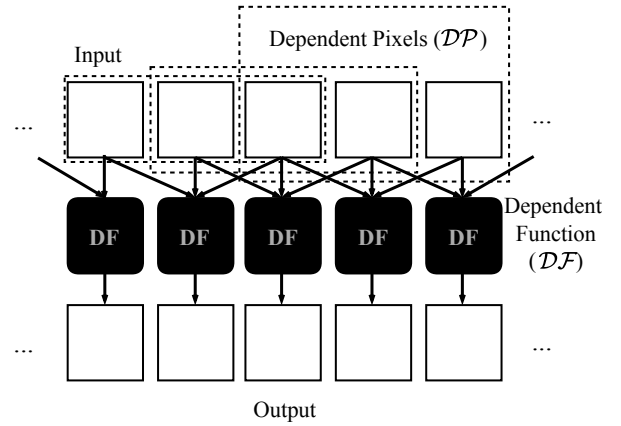 Dependent Pixels (𝒟𝒫)
Input
... ...
DF DF DF DF DF
Dependent
Function
(𝒟ℱ)
... ...
Output